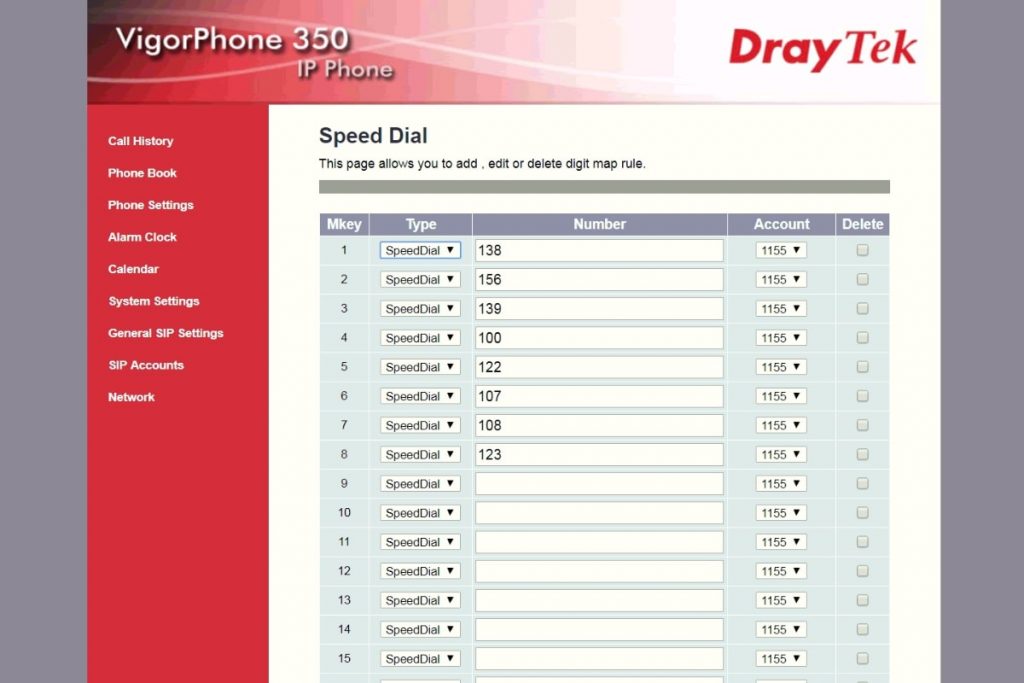 VigorPhone 350
IP Phone
DrayTek
Call History
Phone Book
Phone Settings
Alarm Clock
Calendar
System Settings
General SIP Settings
SIP Accounts
Network
Speed Dial
This page allows you to add , edit or delete digit map rule.
Mkey Type Number Account Delete
1 SpeedDial 138 1155
2 SpeedDial 156 1155
3 SpeedDial 139 1155
4 SpeedDial 100 1155
5 SpeedDial 122 1155
6 SpeedDial 107 1155
7 SpeedDial 108 1155
8 SpeedDial 123 1155
9 SpeedDial 1155
10 SpeedDial 1155
11 SpeedDial 1155
12 SpeedDial 1155
13 SpeedDial 1155
14 SpeedDial 1155
15 SpeedDial 1155